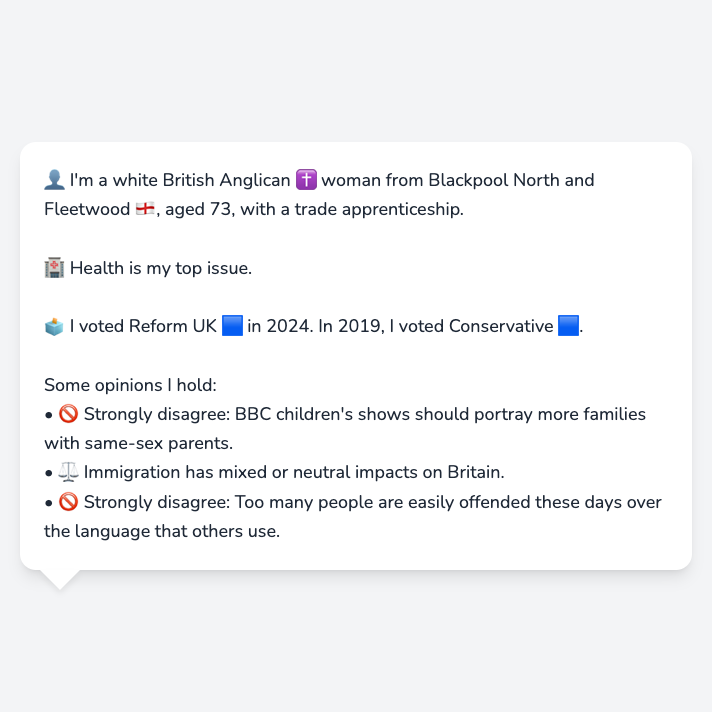 👤 I'm a white British Anglican ✝️ woman from Blackpool North and
Fleetwood 🏴󠁧󠁢󠁥󠁮󠁧󠁿, aged 73, with a trade apprenticeship.
🏥 Health is my top issue.
🗳️ I voted Reform UK 🟦 in 2024. In 2019, I voted Conservative 🟦.
Some opinions I hold:
• 🚫 Strongly disagree: BBC children's shows should portray more families
with same-sex parents.
• ⚖️ Immigration has mixed or neutral impacts on Britain.
• 🚫 Strongly disagree: Too many people are easily offended these days over
the language that others use.